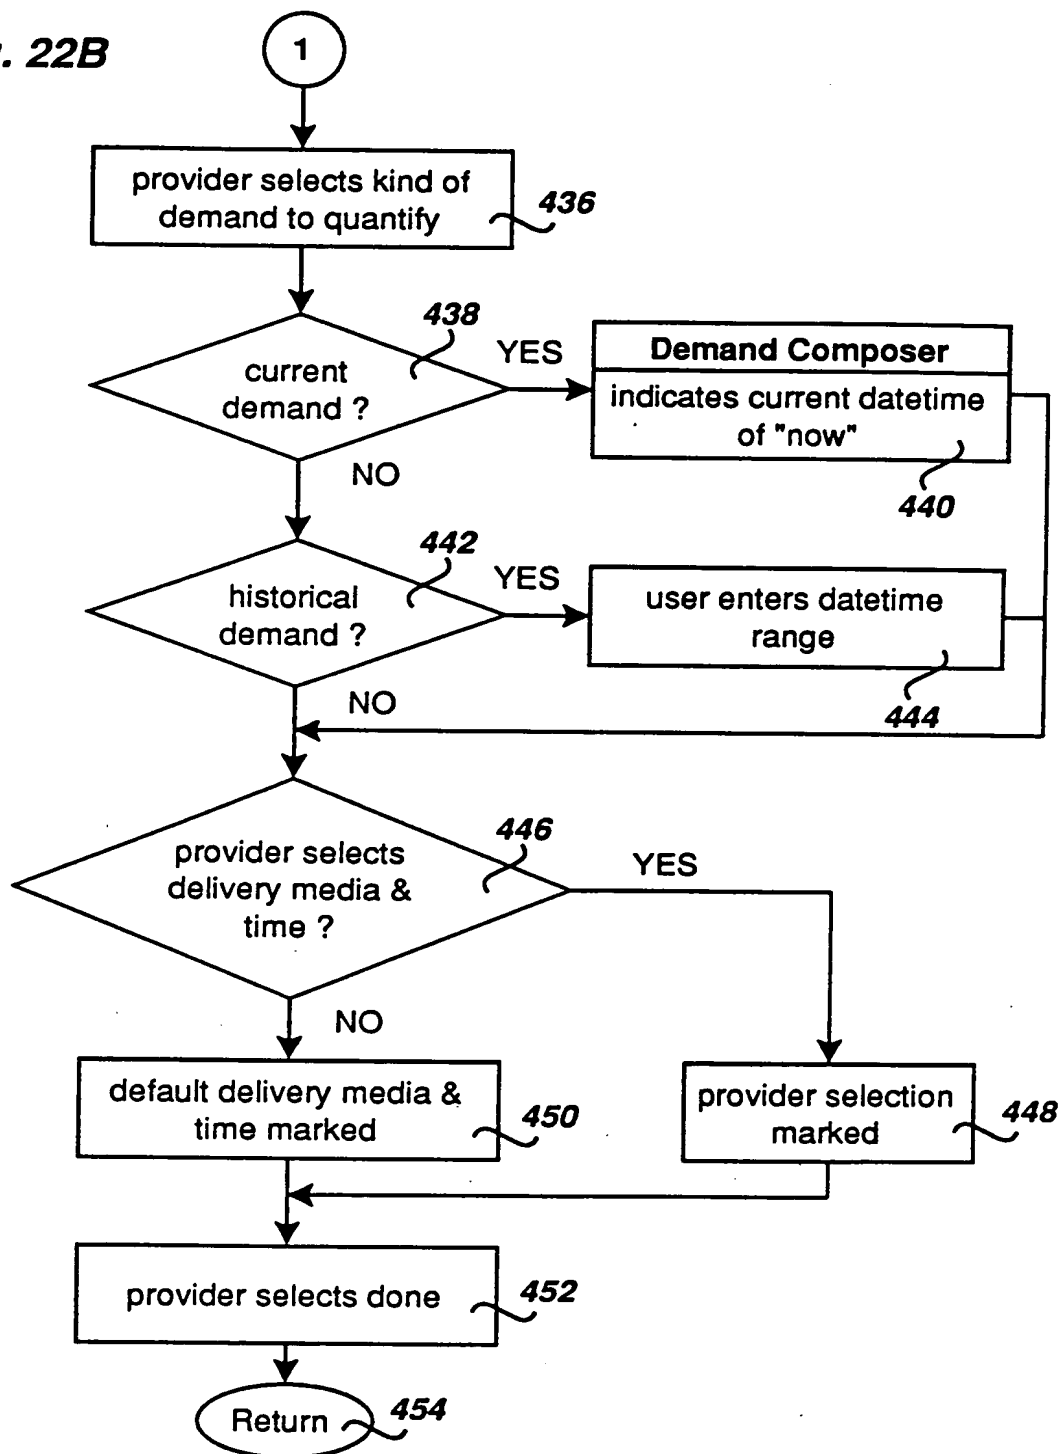 . 22B
1
provider selects kind of
demand to quantify
436
438
current
demand ?
YES
Demand Composer
indicates current datetime
of "now"
440
NO
442
historical
demand ?
YES
user enters datetime
range
444
NO
446
provider selects
delivery media &
time ?
YES
NO
default delivery media &
time marked
450
provider selection
marked
448
provider selects done
452
Return
454